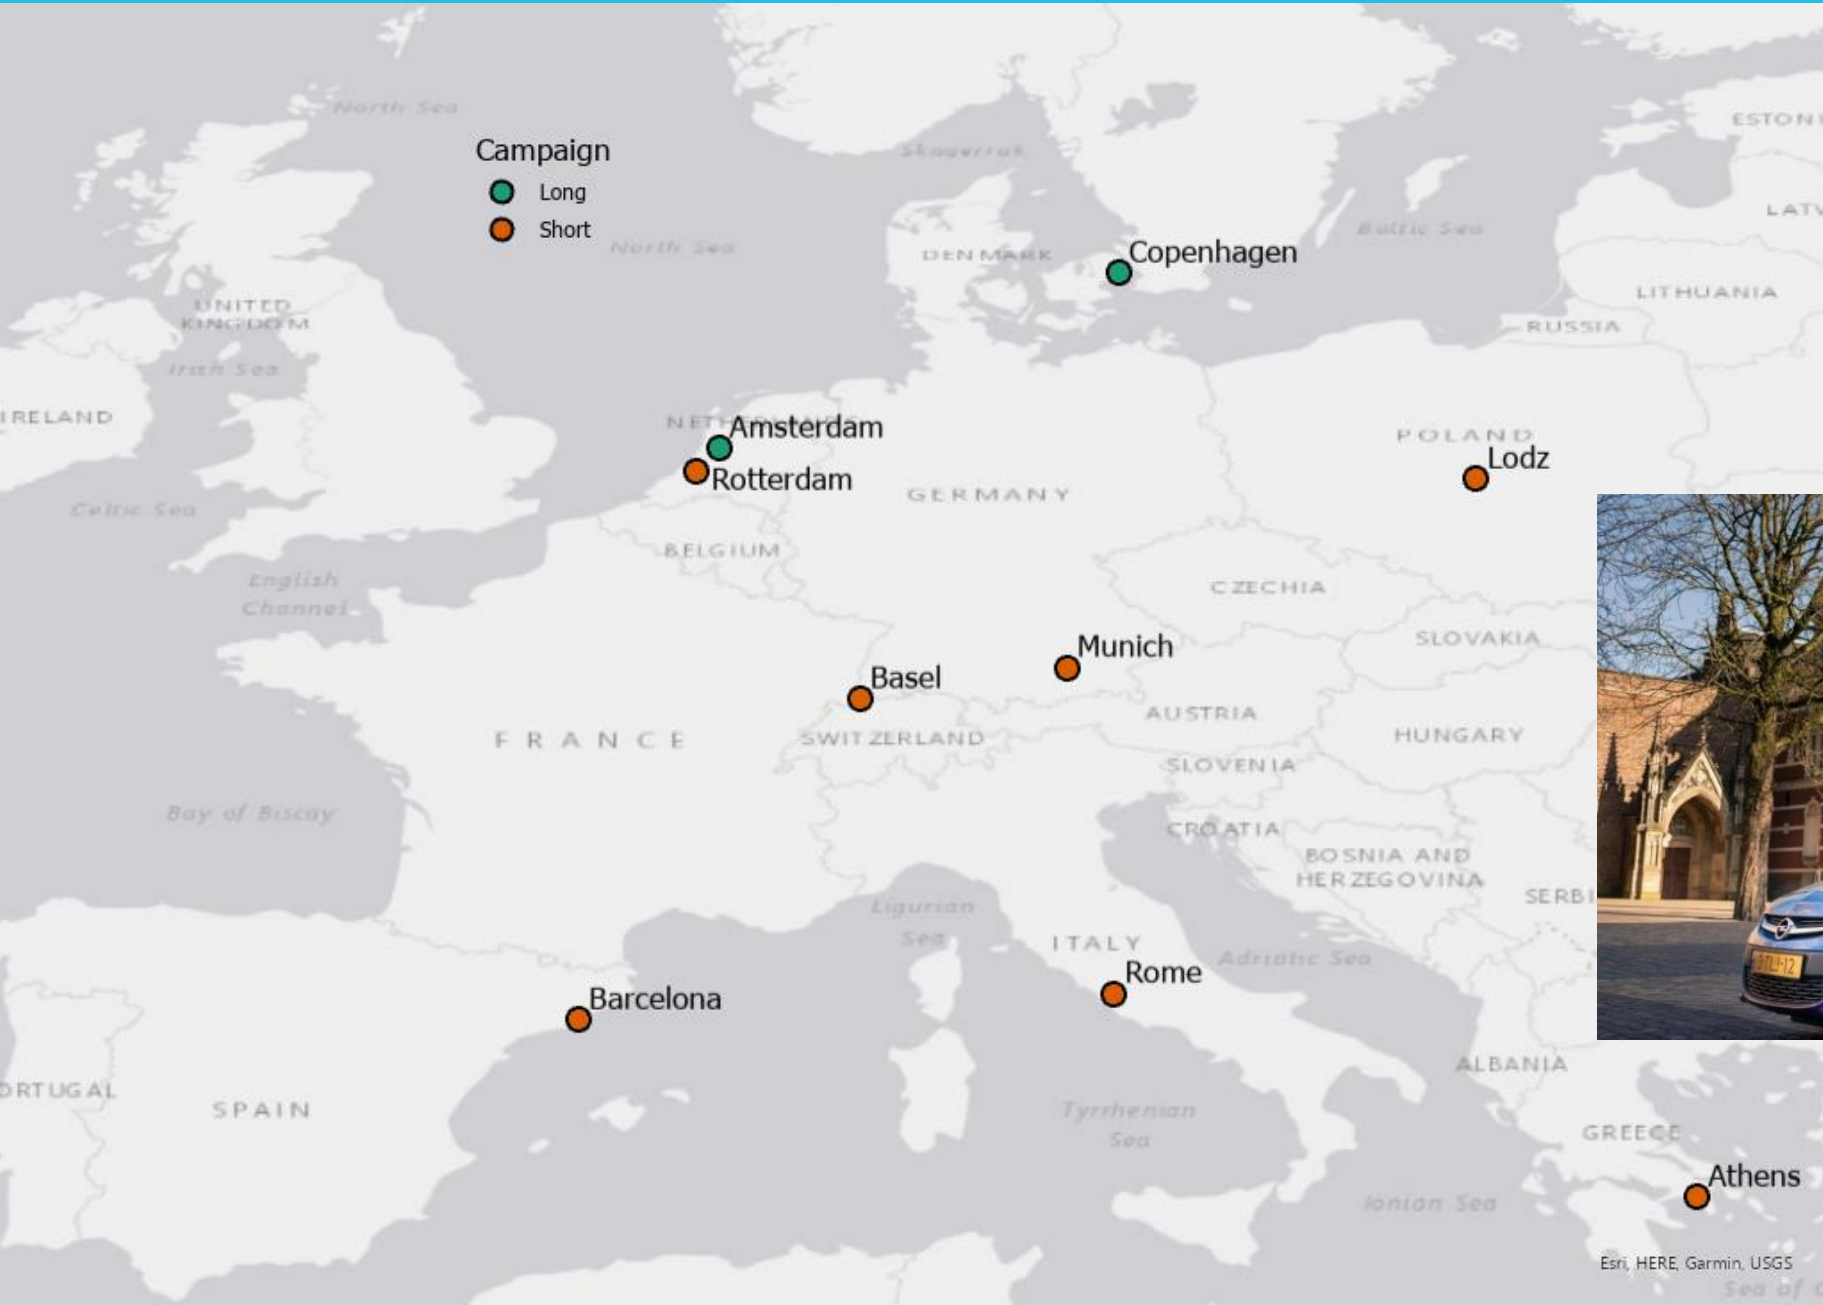 North Sea
ESTONI
Campaign
Long
Short
Skagerrak
North Sea
LATV
Baltic Sea
DENMARK
Copenhagen
LITHUANIA
UNITED
KINGDOM
RUSSIA
Irish Sea
IRELAND
NETHERLANDS
Amsterdam
Rotterdam
POLAND
Lodz
GERMANY
Celtic Sea
BELGIUM
English
Channel
CZECHIA
SLOVAKIA
Munich
Basel
AUSTRIA
FRANCE
SWITZERLAND
HUNGARY
SLOVENIA
Bay of Biscay
CROATIA
BOSNIA AND
HERZEGOVINA
SERBI
Ligurian
Sea
ITALY
Adriatic Sea
Rome
Barcelona
ALBANIA
ORTUGAL
SPAIN
Tyrrhenian
Sea
GREECE
Athens
Ionian Sea
Esri, HERE, Garmin, USGS
Sea of